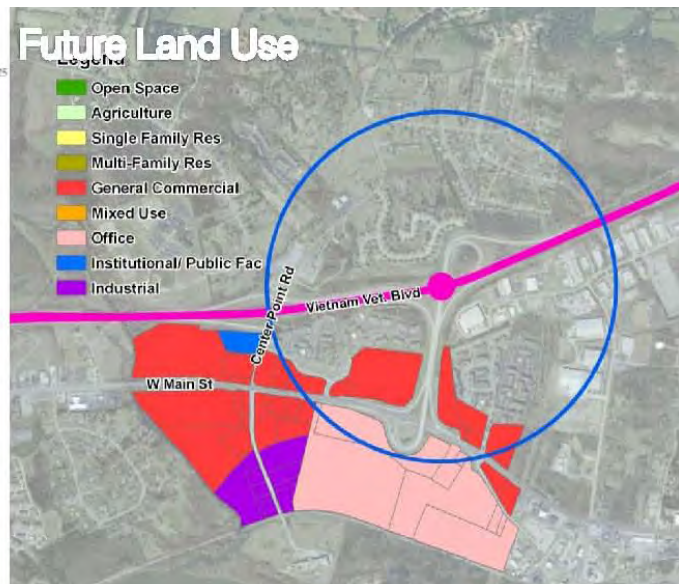 Future Land Use
Legend
Open Space
Agriculture
Single Family Res
Multi-Family Res
General Commercial
Mixed Use
Office
Institutional/ Public Fac
Industrial
Center Point Rd
Vietnam Vet. Blvd
W Main St